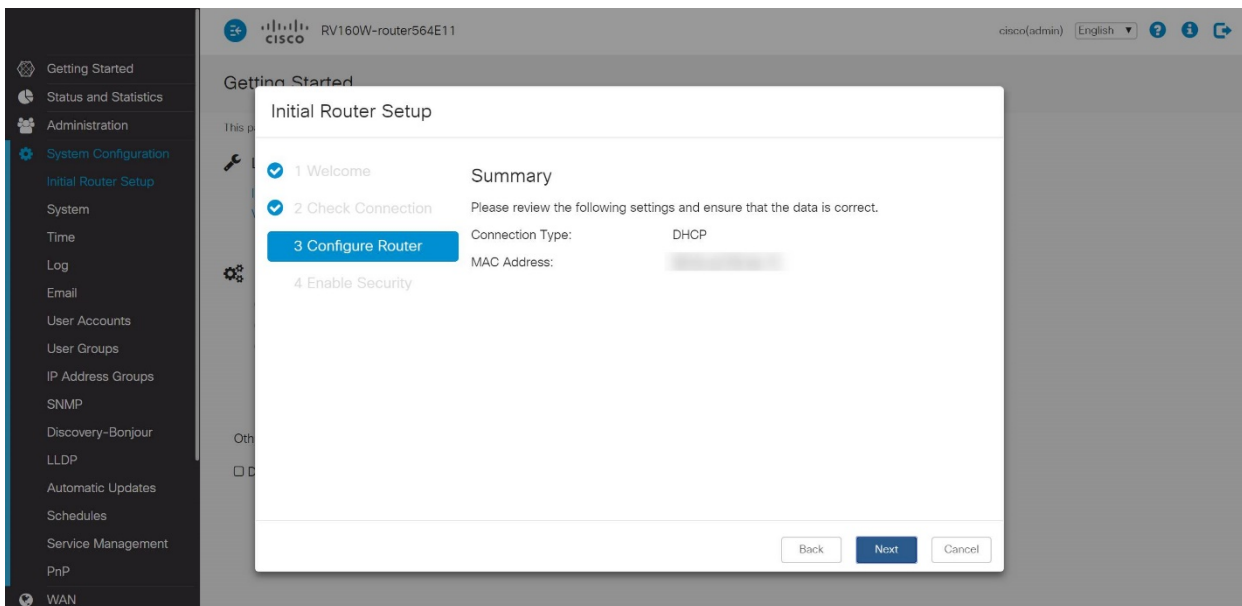 CISCO
RV160W-router564E11
cisco(admin)
English
Getting Started
Status and Statistics
Administration
System Configuration
Initial Router Setup
System
Time
Log
Email
User Accounts
User Groups
IP Address Groups
SNMP
Discovery-Bonjour
LLDP
Automatic Updates
Schedules
Service Management
PnP
WAN
Getting Started
This p
Oth
Initial Router Setup
1 Welcome
2 Check Connection
3 Configure Router
4 Enable Security
Summary
Please review the following settings and ensure that the data is correct.
Connection Type: DHCP
MAC Address:
Back Next Cancel